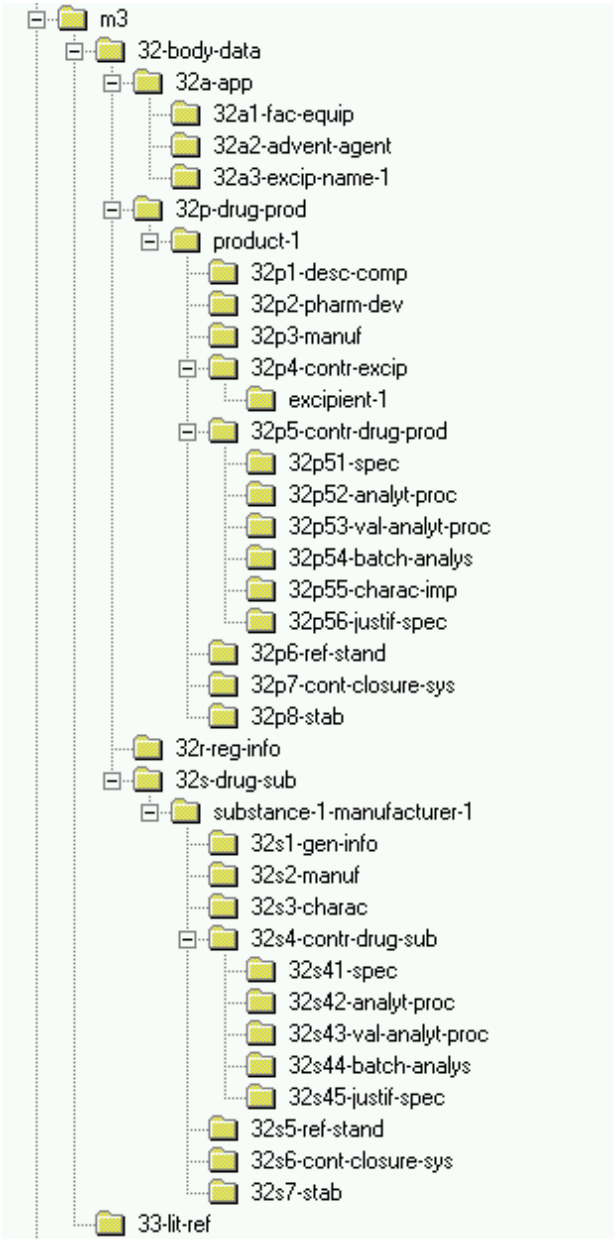 m3
32-body-data
32a-app
32a1-fac-equip
32a2-advent-agent
32a3-excip-name-1
32p-drug-prod
product-1
32p1-desc-comp
32p2-pharm-dev
32p3-manuf
32p4-contr-excip
excipient-1
32p5-contr-drug-prod
32p51-spec
32p52-analyt-proc
32p53-val-analyt-proc
32p54-batch-analys
32p55-charac-imp
32p56-justif-spec
32p6-ref-stand
32p7-cont-closure-sys
32p8-stab
32r-reg-info
32s-drug-sub
substance-1-manufacturer-1
32s1-gen-info
32s2-manuf
32s3-charac
32s4-contr-drug-sub
32s41-spec
32s42-analyt-proc
32s43-val-analyt-proc
32s44-batch-analys
32s45-justif-spec
32s5-ref-stand
32s6-cont-closure-sys
32s7-stab
33-lit-ref